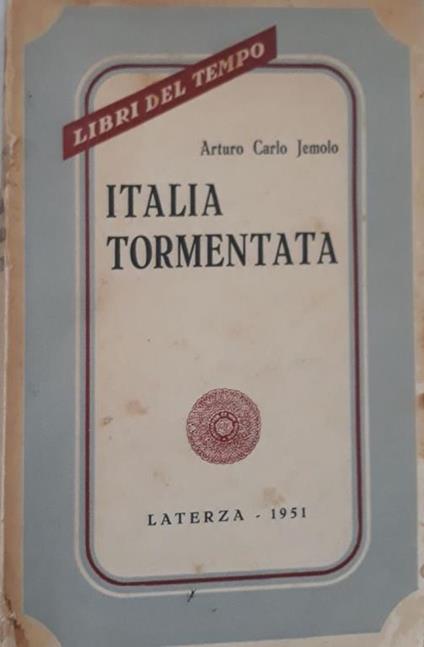 LIBRI DEL TEMPO
Arturo Carlo Jemolo
ITALIA
TORMENTATA
LATERZA - 1951